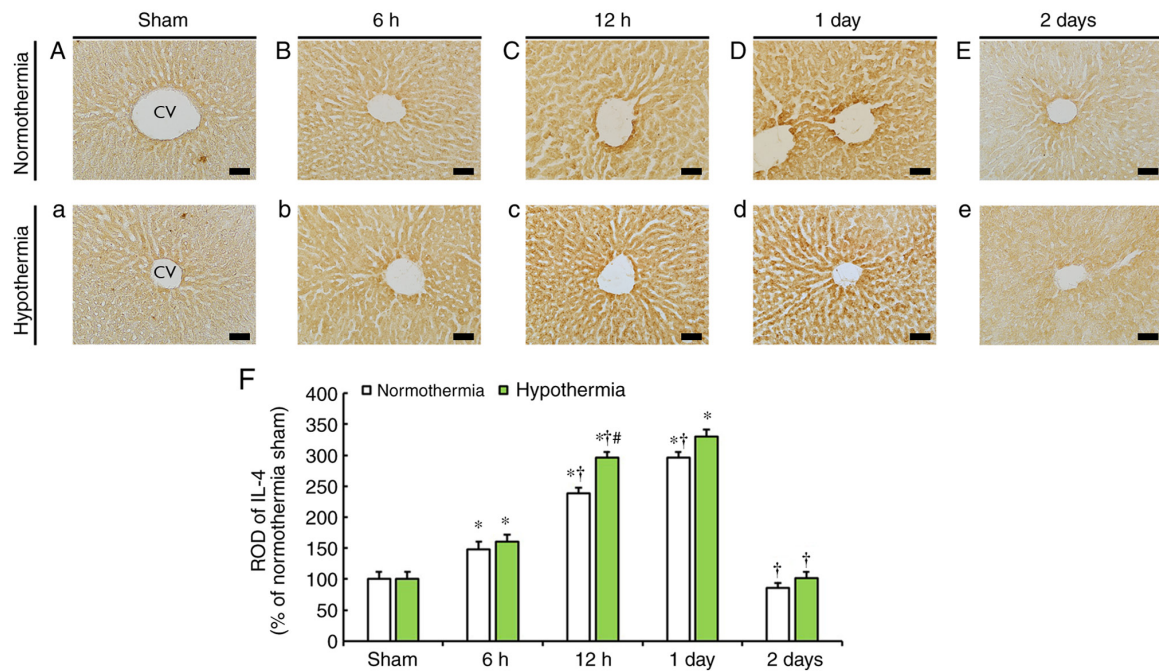 Sham 6 h 12 h 1 day 2 days
Normothermia
A B C D E
CV
Hypothermia
a b c d e
CV
F
Normothermia Hypothermia
ROD of IL-4
(% of normothermia sham)
400
350
300
250
200
150
100
50
0
* *
*† *†#
*† *
† †
Sham 6 h 12 h 1 day 2 days